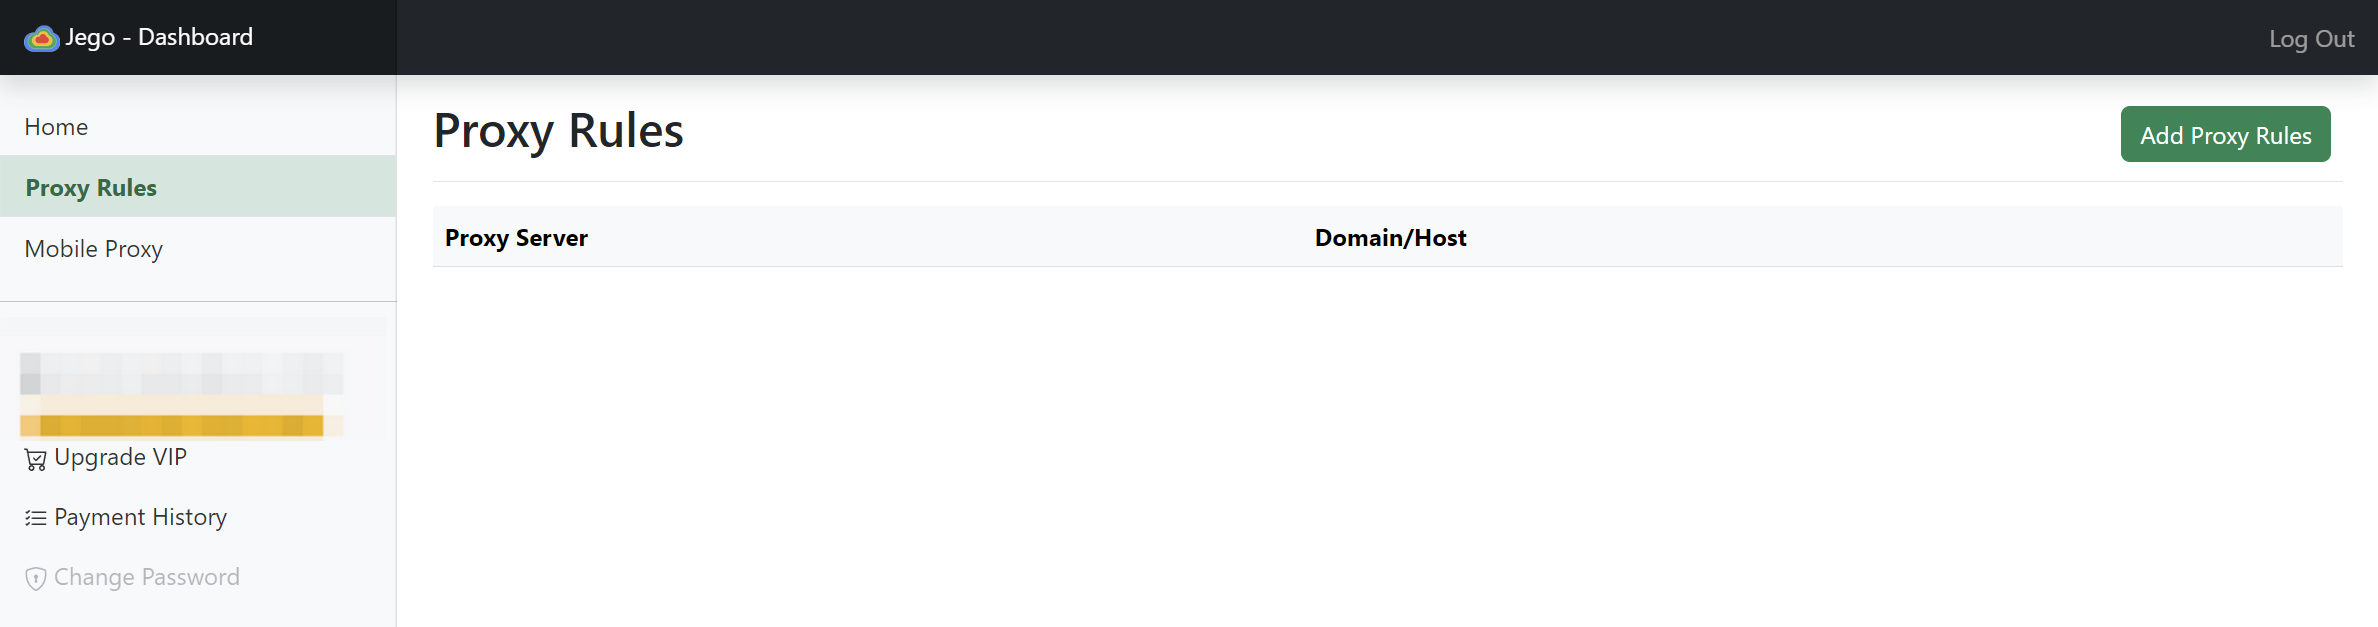 Jego - Dashboard
Log Out
Home
Proxy Rules
Mobile Proxy
Upgrade VIP
Payment History
Change Password
Proxy Rules
Add Proxy Rules
Proxy Server
Domain/Host